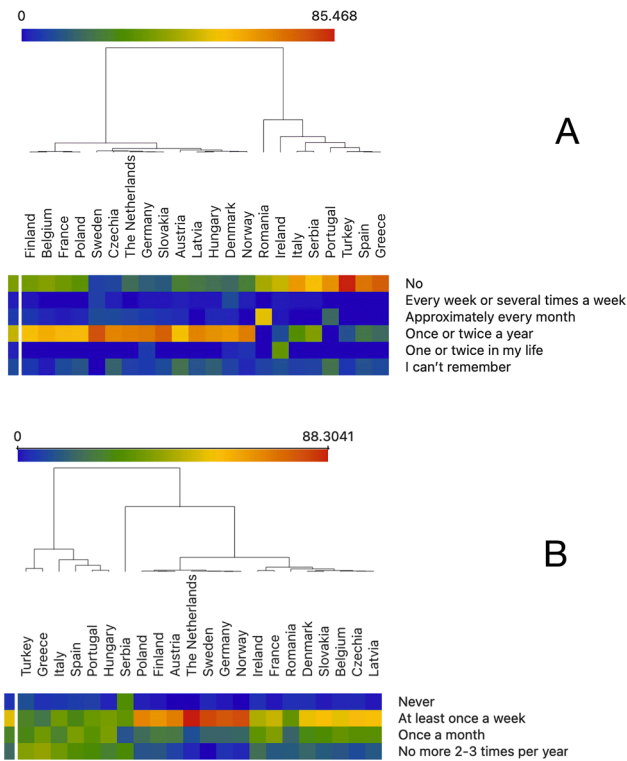 0 85.468
A
Finland
Belgium
France
Poland
Sweden
Czechia
The Netherlands
Germany
Slovakia
Austria
Latvia
Hungary
Denmark
Norway
Romania
Ireland
Italy
Serbia
Portugal
Turkey
Spain
Greece
No
Every week or several times a week
Approximately every month
Once or twice a year
One or twice in my life
I can't remember
0 88.3041
B
Turkey
Greece
Italy
Spain
Portugal
Hungary
Serbia
Poland
Finland
Austria
The Netherlands
Sweden
Germany
Norway
Ireland
France
Romania
Denmark
Slovakia
Belgium
Czechia
Latvia
Never
At least once a week
Once a month
No more 2-3 times per year